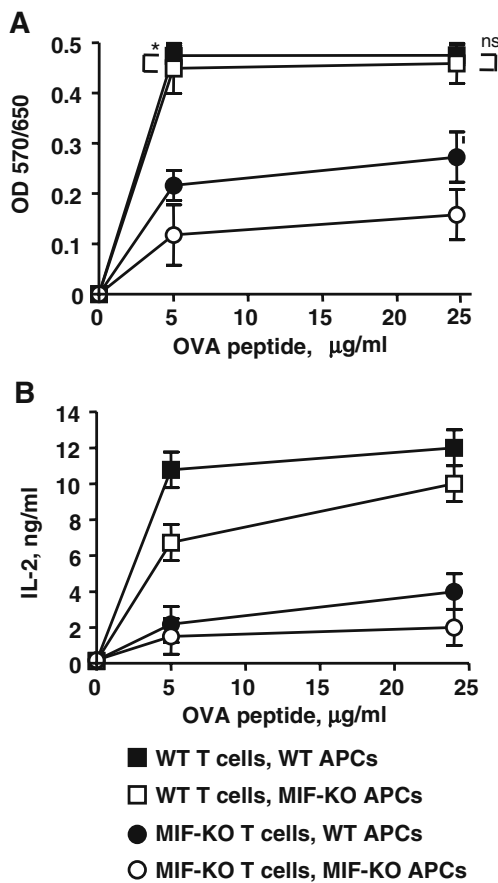 A
* ns
0.5
0.4
0.3
0.2
0.1
0
OD 570/650
0 5 10 15 20 25
OVA peptide, μg/ml
B
14
12
10
8
6
4
2
0
IL-2, ng/ml
0 5 10 15 20 25
OVA peptide, μg/ml
WT T cells, WT APCs
WT T cells, MIF-KO APCs
MIF-KO T cells, WT APCs
MIF-KO T cells, MIF-KO APCs